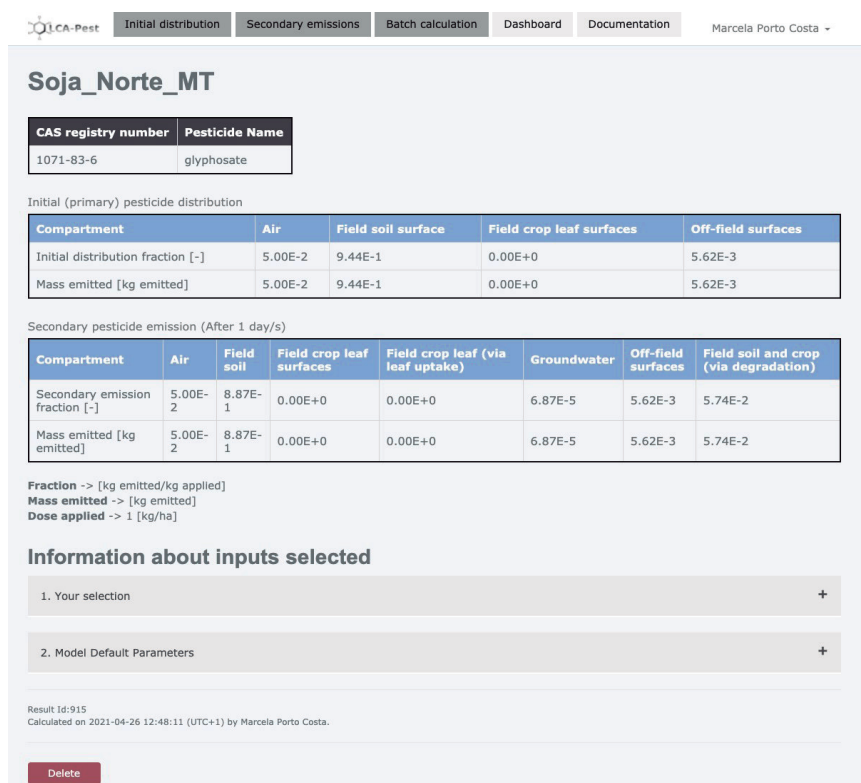 LCA-Pest Initial distribution Secondary emissions Batch calculation Dashboard Documentation Marcela Porto Costa
Soja_Norte_MT
CAS registry number Pesticide Name
1071-83-6 glyphosate
Initial (primary) pesticide distribution
Compartment Air Field soil surface Field crop leaf surfaces Off-field surfaces
Initial distribution fraction [-] 5.00E-2 9.44E-1 0.00E+0 5.62E-3
Mass emitted [kg emitted] 5.00E-2 9.44E-1 0.00E+0 5.62E-3
Secondary pesticide emission (After 1 day/s)
Compartment Air Field soil Field crop leaf surfaces Field crop leaf (via leaf uptake) Groundwater Off-field surfaces Field soil and crop (via degradation)
Secondary emission fraction [-] 5.00E-2 8.87E-1 0.00E+0 0.00E+0 6.87E-5 5.62E-3 5.74E-2
Mass emitted [kg emitted] 5.00E-2 8.87E-1 0.00E+0 0.00E+0 6.87E-5 5.62E-3 5.74E-2
Fraction -> [kg emitted/kg applied]
Mass emitted -> [kg emitted]
Dose applied -> 1 [kg/ha]
Information about inputs selected
1. Your selection +
2. Model Default Parameters +
Result Id:915
Calculated on 2021-04-26 12:48:11 (UTC+1) by Marcela Porto Costa.
Delete